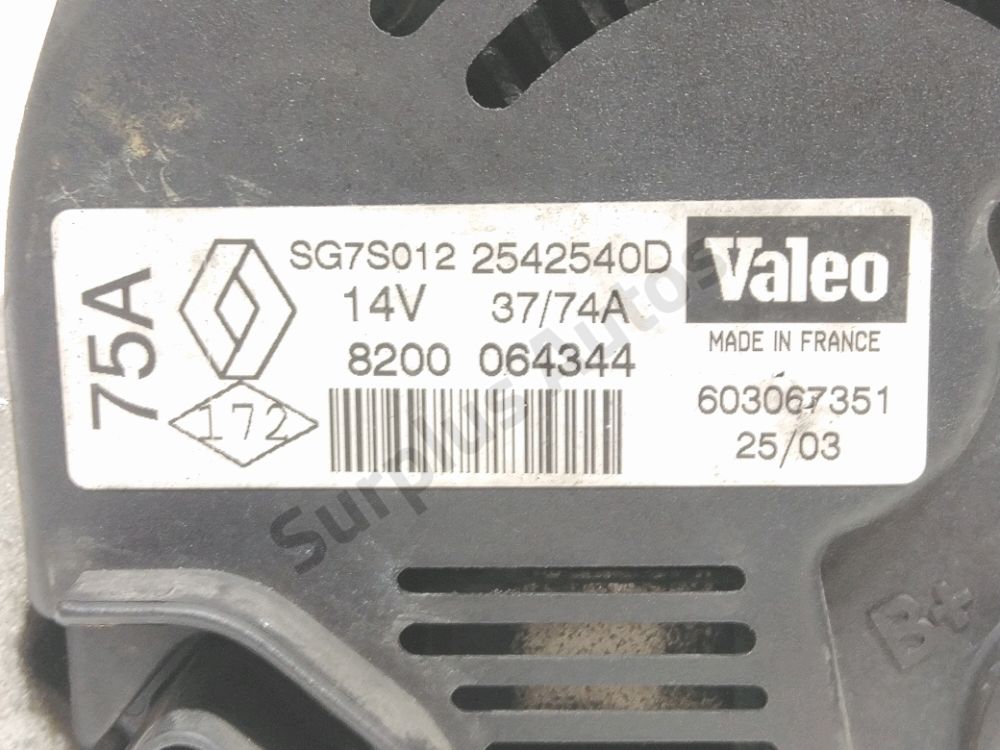 75A
SG7S012 2542540D
14V 37/74A
8200 064344
172
Valeo
MADE IN FRANCE
603067351
25/03
Surplus Autos
B+